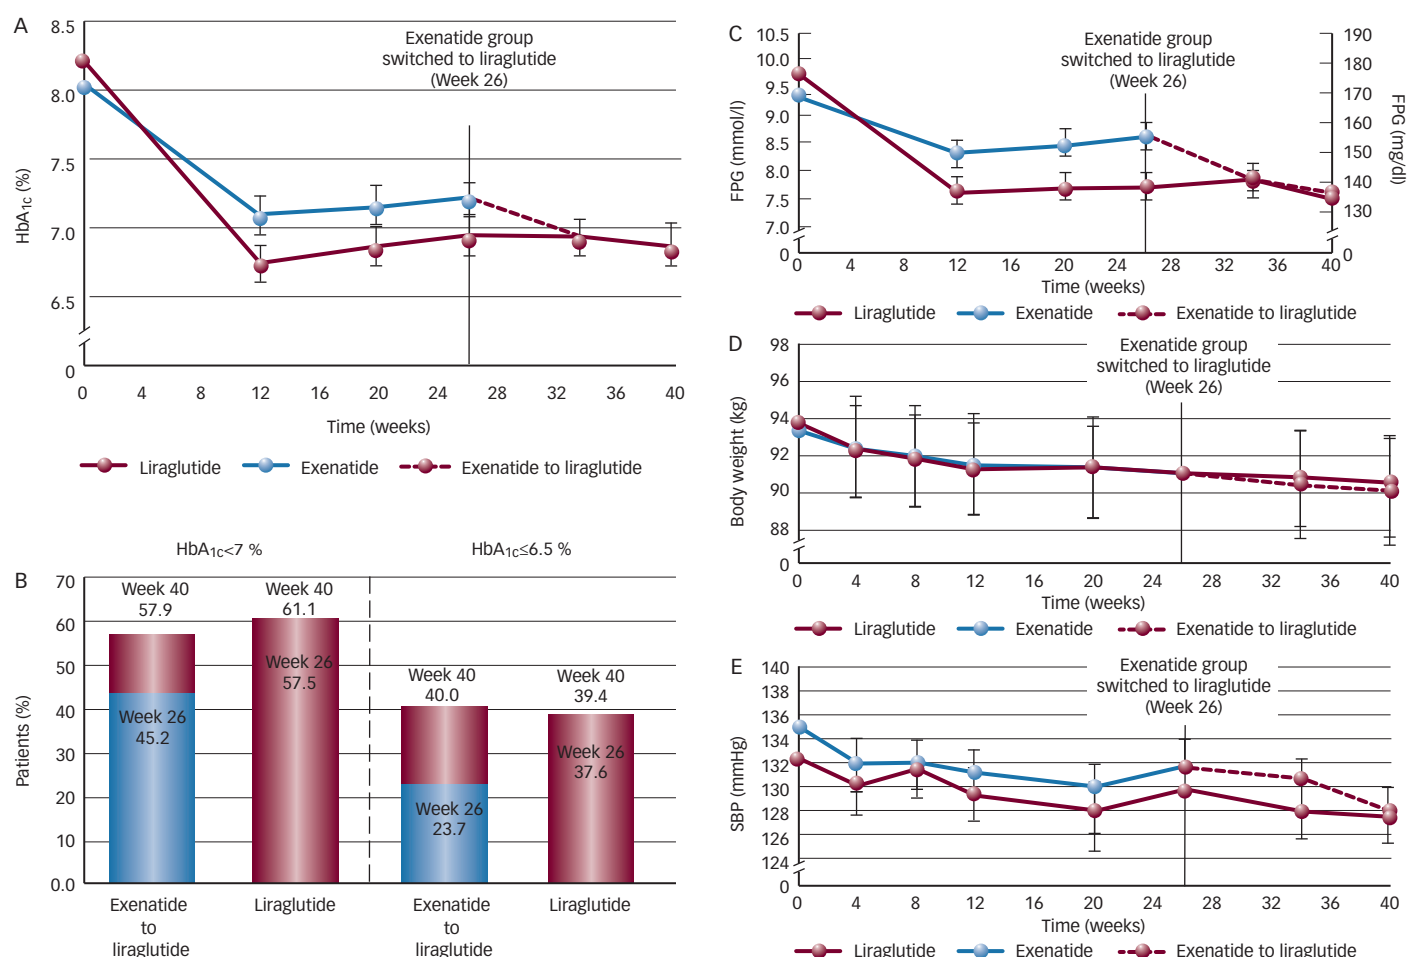 A
8.5
8.0
7.5
7.0
6.5
0
HbA1c (%)
Exenatide group
switched to liraglutide
(Week 26)
0 4 8 12 16 20 24 28 32 36 40
Time (weeks)
Liraglutide Exenatide Exenatide to liraglutide
B
HbA1c<7 % HbA1c≤6.5 %
70
60
50
40
30
20
10
0.0
Patients (%)
Week 40
57.9
Week 26
45.2
Week 40
61.1
Week 26
57.5
Week 40
40.0
Week 26
23.7
Week 40
39.4
Week 26
37.6
Exenatide
to
liraglutide
Liraglutide
Exenatide
to
liraglutide
Liraglutide
C
10.5
10.0
9.5
9.0
8.5
8.0
7.5
7.0
0
FPG (mmol/l)
Exenatide group
switched to liraglutide
(Week 26)
190
180
170
160
150
140
130
0
FPG (mg/dl)
0 4 8 12 16 20 24 28 32 36 40
Time (weeks)
Liraglutide Exenatide Exenatide to liraglutide
D
98
96
94
92
90
88
0
Body weight (kg)
Exenatide group
switched to liraglutide
(Week 26)
0 4 8 12 16 20 24 28 32 36 40
Time (weeks)
Liraglutide Exenatide Exenatide to liraglutide
E
140
138
136
134
132
130
128
126
124
0
SBP (mmHg)
Exenatide group
switched to liraglutide
(Week 26)
0 4 8 12 16 20 24 28 32 36 40
Time (weeks)
Liraglutide Exenatide Exenatide to liraglutide